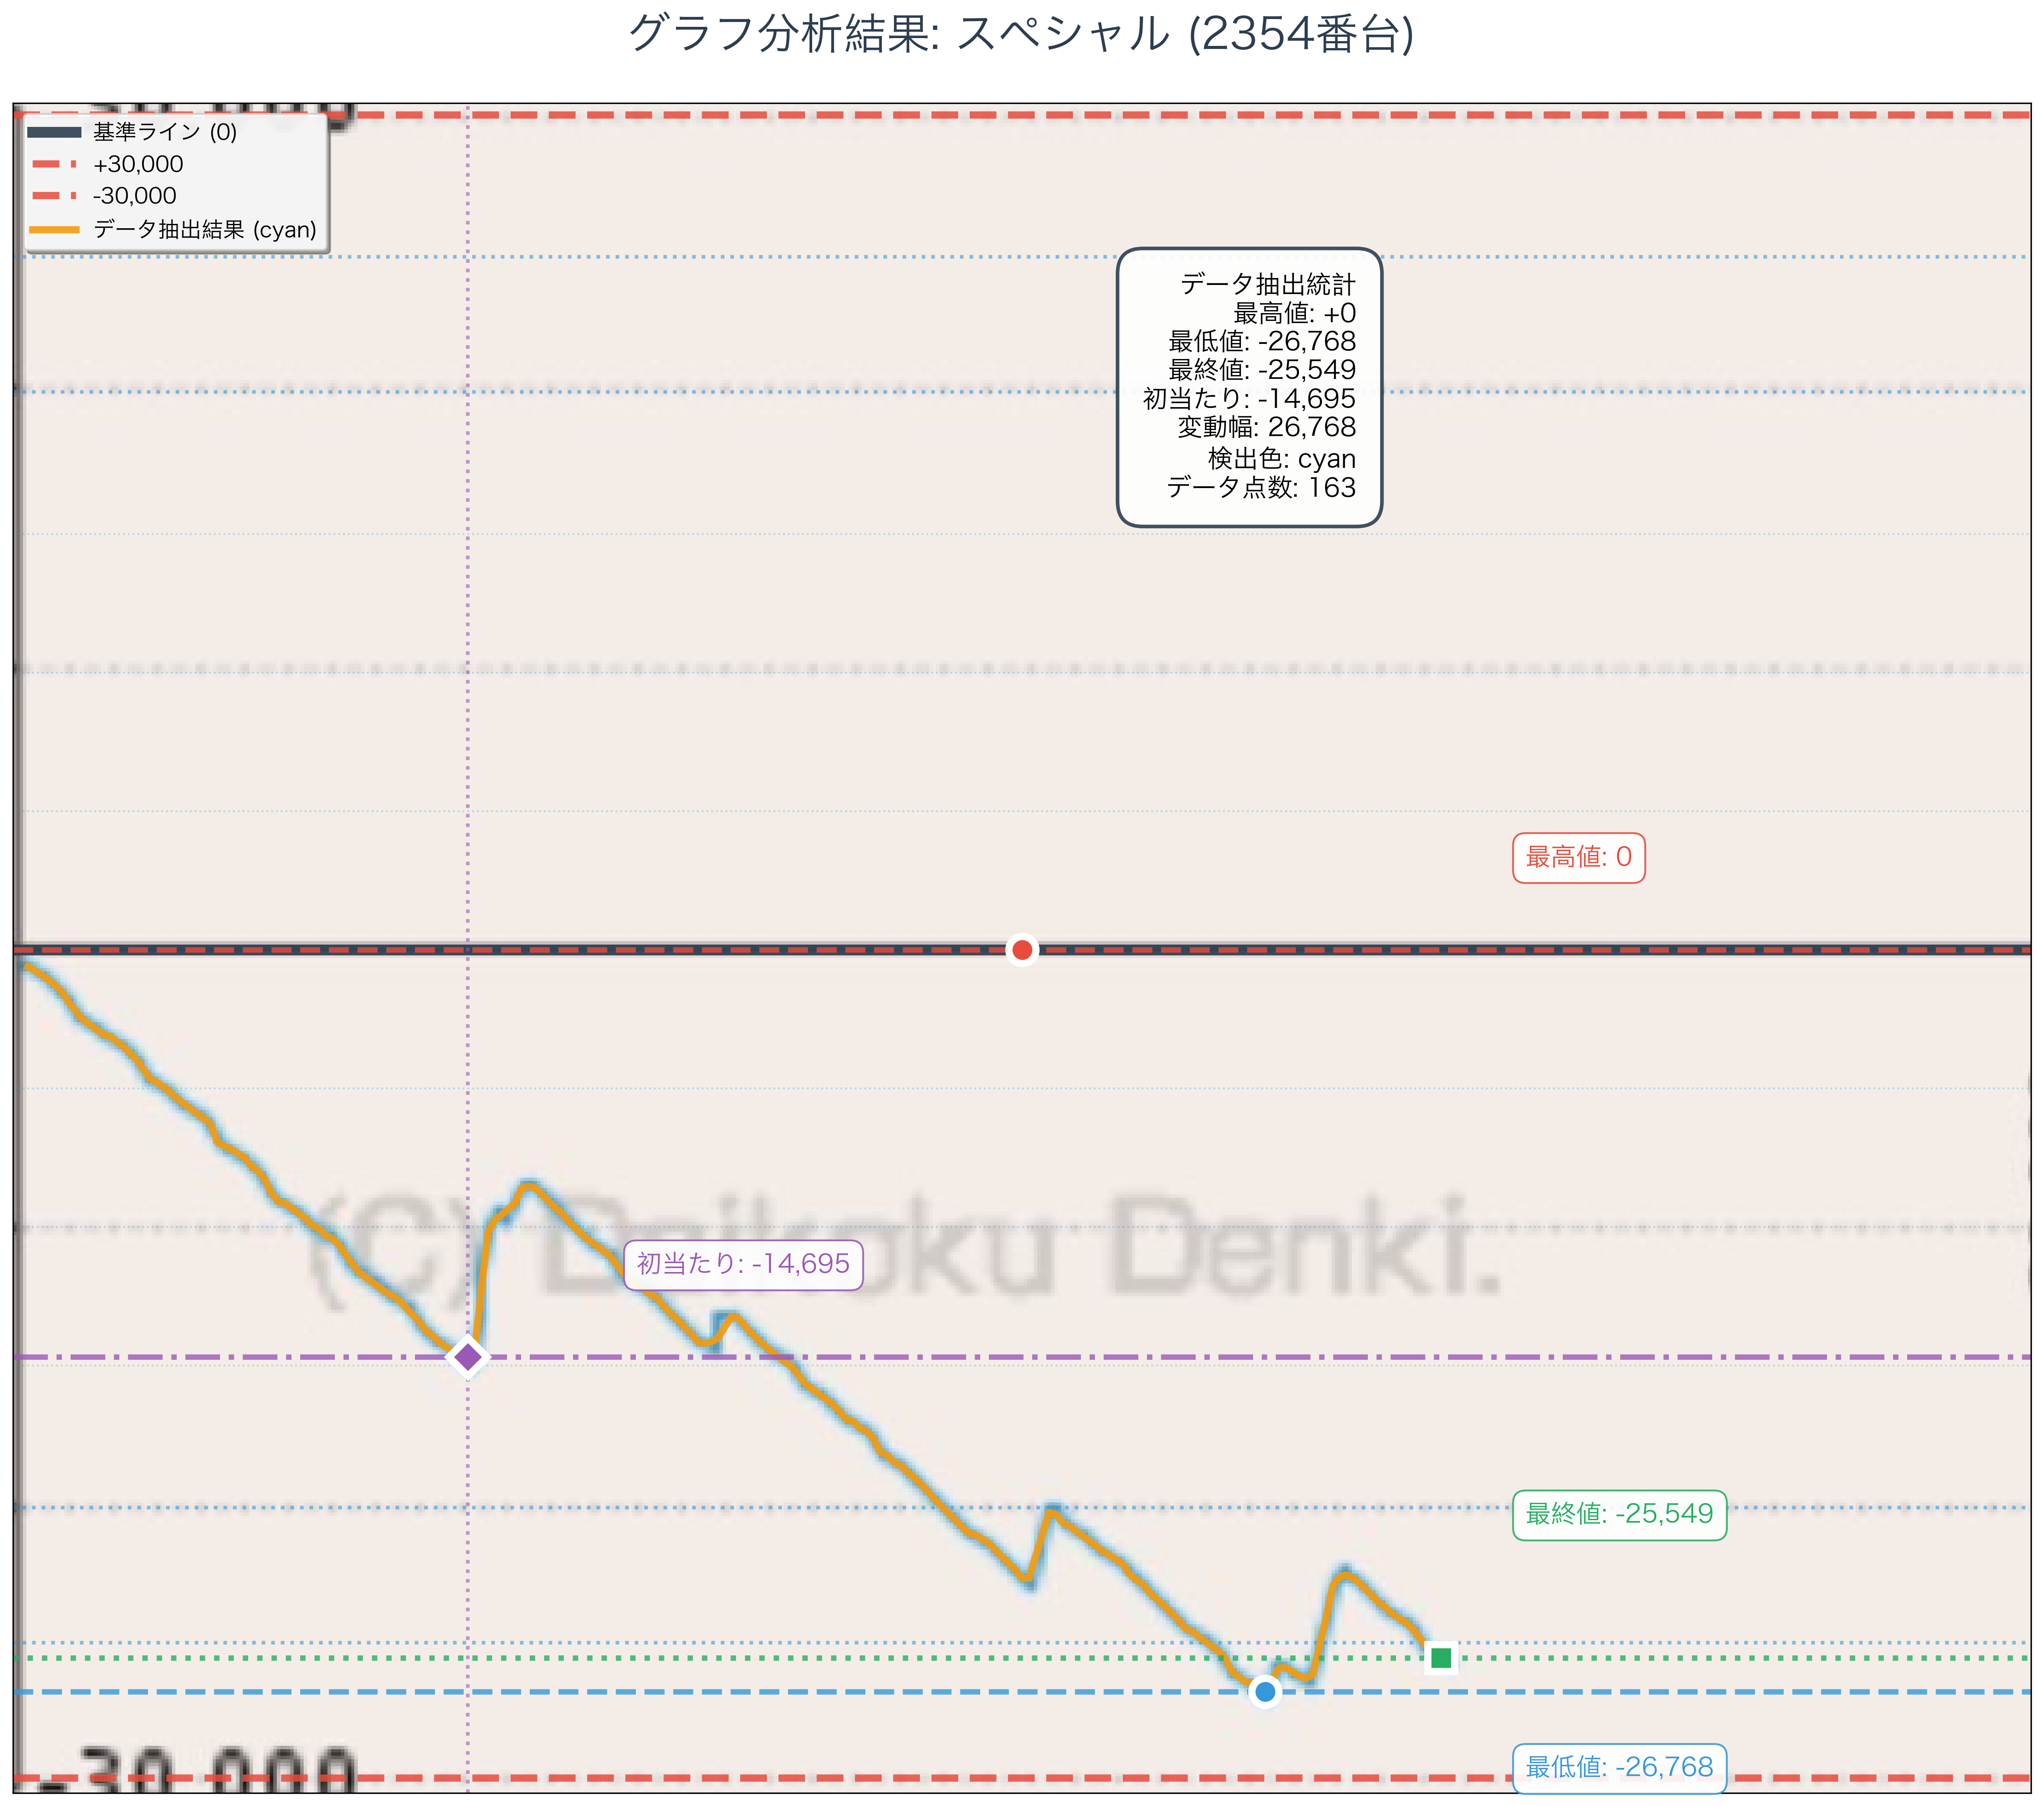 グラフ分析結果: スペシャル (2354番台)
基準ライン (0)
+30,000
-30,000
データ抽出結果 (cyan)
データ抽出統計
最高値: +0
最低値: -26,768
最終値: -25,549
初当たり: -14,695
変動幅: 26,768
検出色: cyan
データ点数: 163
最高値: 0
(C) Daikoku Denki.
初当たり: -14,695
最終値: -25,549
-30,000
最低値: -26,768